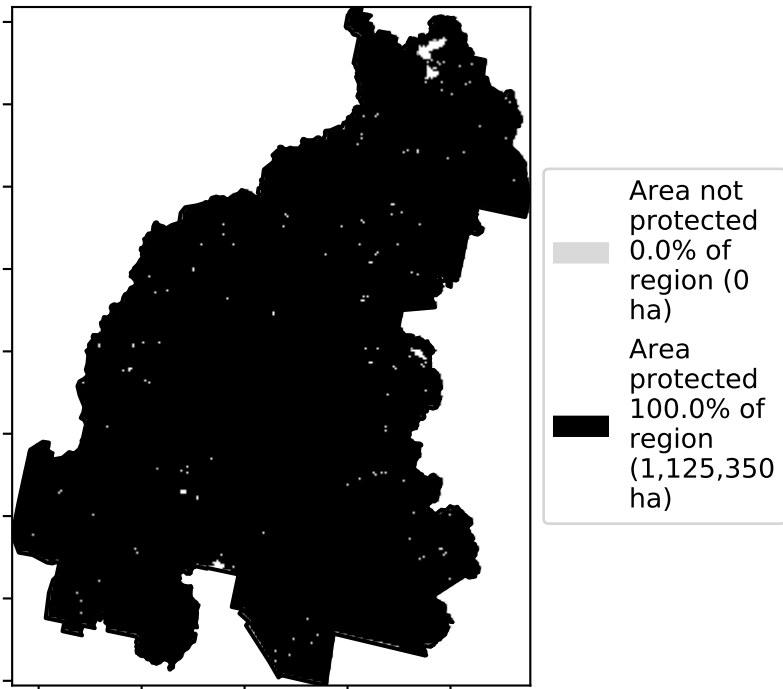 Area not
protected
0.0% of
region (0
ha)
Area
protected
100.0% of
region
(1,125,350
ha)